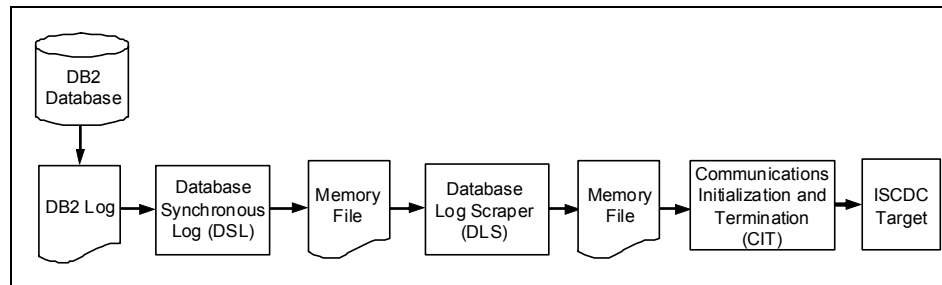 DB2
Database
DB2 Log
Database
Synchronous
Log (DSL)
Memory
File
Database
Log Scraper
(DLS)
Memory
File
Communications
Initialization and
Termination
(CIT)
ISCDC
Target